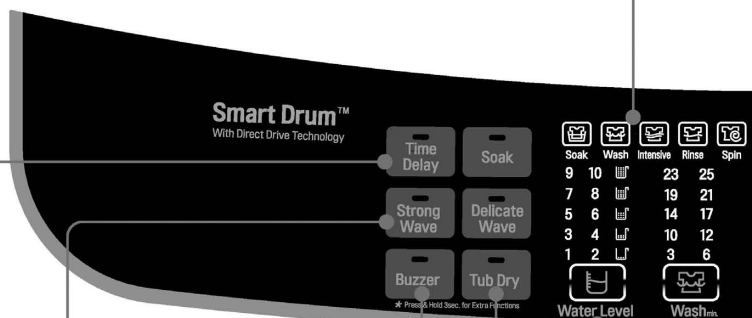 Smart Drum™
With Direct Drive Technology
Time
Delay
Soak
Strong
Wave
Delicate
Wave
Buzzer
Tub Dry
* Press & Hold 3sec. for Extra Functions
Soak Wash Intensive Rinse Spin
9 10 23 25
7 8 19 21
5 6 14 17
3 4 10 12
1 2 3 6
Water Level Wash min.